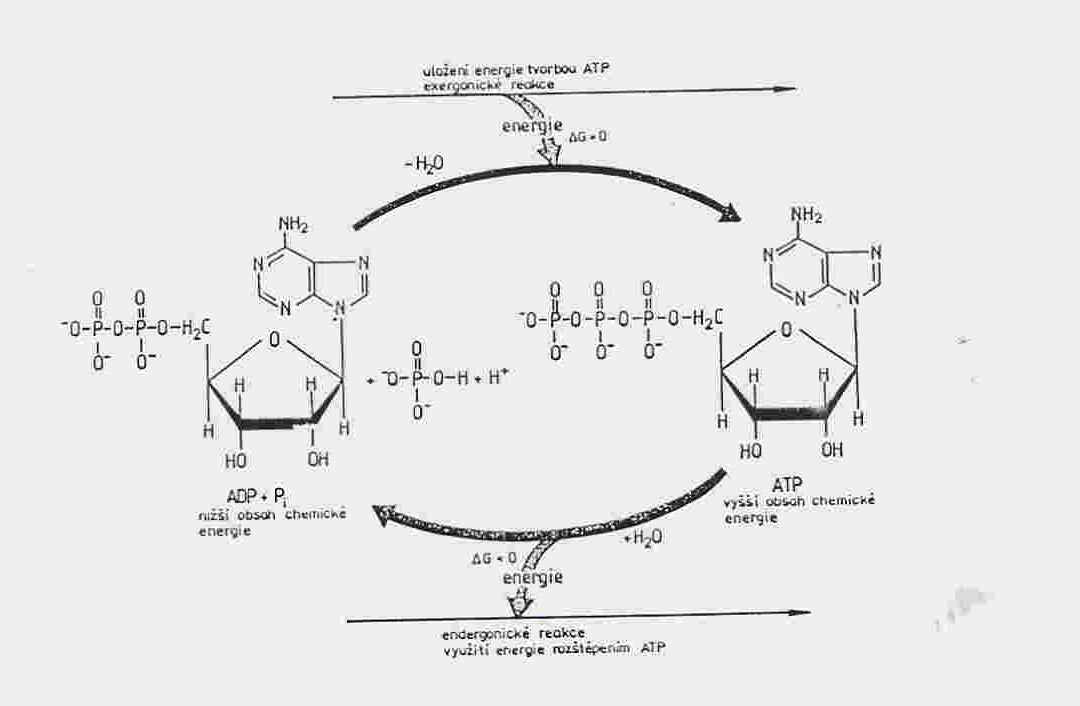 uložení energie tvorbou ATP
exergonické reakce
energie
ΔG > 0
-H₂O
NH₂
N
N
N
N
⁻O-P-O-P-O-H₂C
O
O
O⁻
O⁻
O
H
H
H
H
HO
OH
+ ⁻O-P-O-H + H⁺
O
O⁻
ADP + Pᵢ
nižší obsah chemické
energie
NH₂
N
N
N
N
⁻O-P-O-P-O-P-O-H₂C
O
O
O
O⁻
O⁻
O⁻
O
H
H
H
H
HO
OH
ATP
vyšší obsah chemické
energie
+H₂O
ΔG < 0
energie
endergonické reakce
využití energie rozštěpením ATP